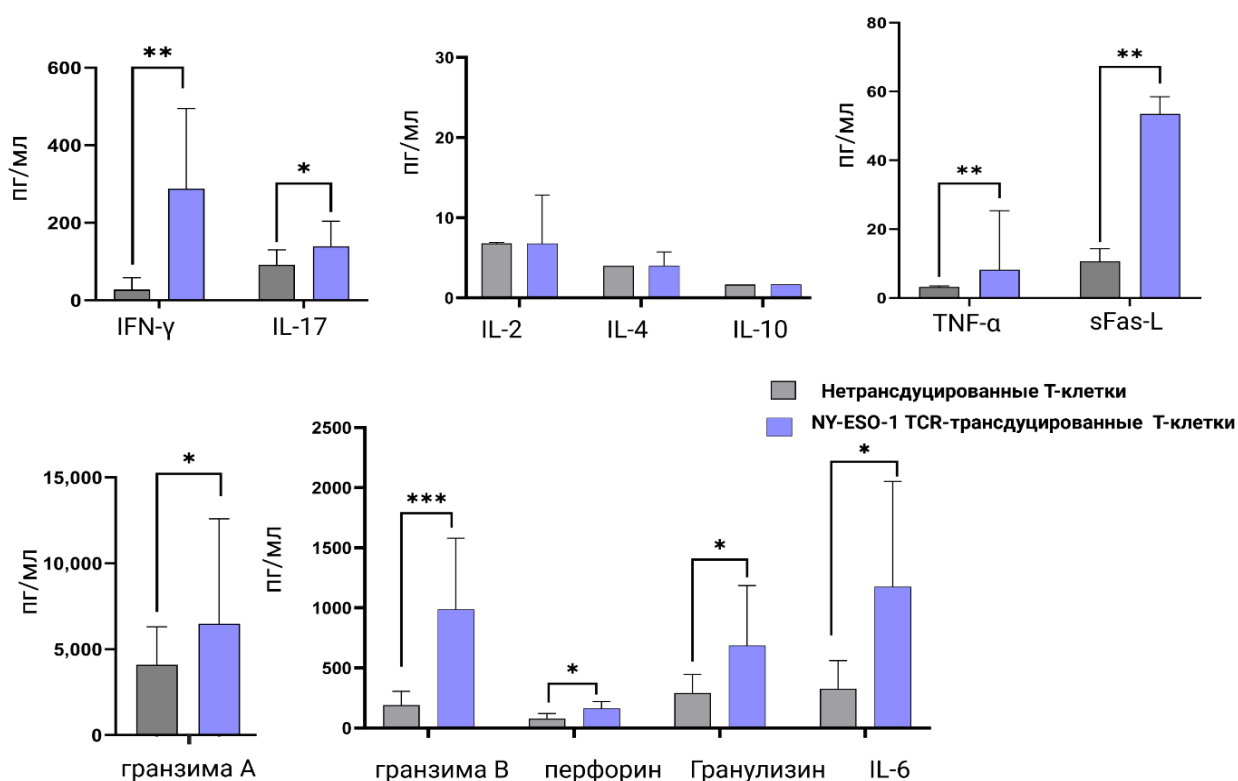 пг/мл
600
400
200
0
**
*
IFN-γ
IL-17
пг/мл
30
20
10
0
IL-2
IL-4
IL-10
пг/мл
80
60
40
20
0
**
**
TNF-α
sFas-L
Нетрансдуцированные Т-клетки
NY-ESO-1 TCR-трансдуцированные Т-клетки
пг/мл
15,000
10,000
5,000
0
*
гранзима А
пг/мл
2500
2000
1500
1000
500
0
***
*
*
*
гранзима В
перфорин
Гранулизин
IL-6